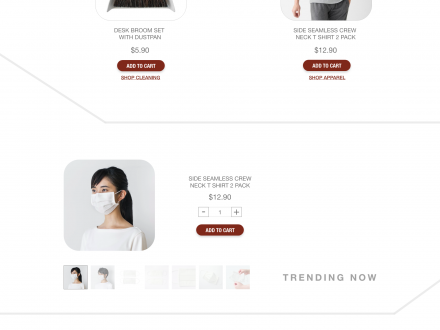 DESK BROOM SET
WITH DUSTPAN
$5.90
ADD TO CART
SHOP CLEANING
SIDE SEAMLESS CREW
NECK T SHIRT 2 PACK
$12.90
ADD TO CART
SHOP APPAREL
SIDE SEAMLESS CREW
NECK T SHIRT 2 PACK
$12.90
- 1 +
ADD TO CART
TRENDING NOW